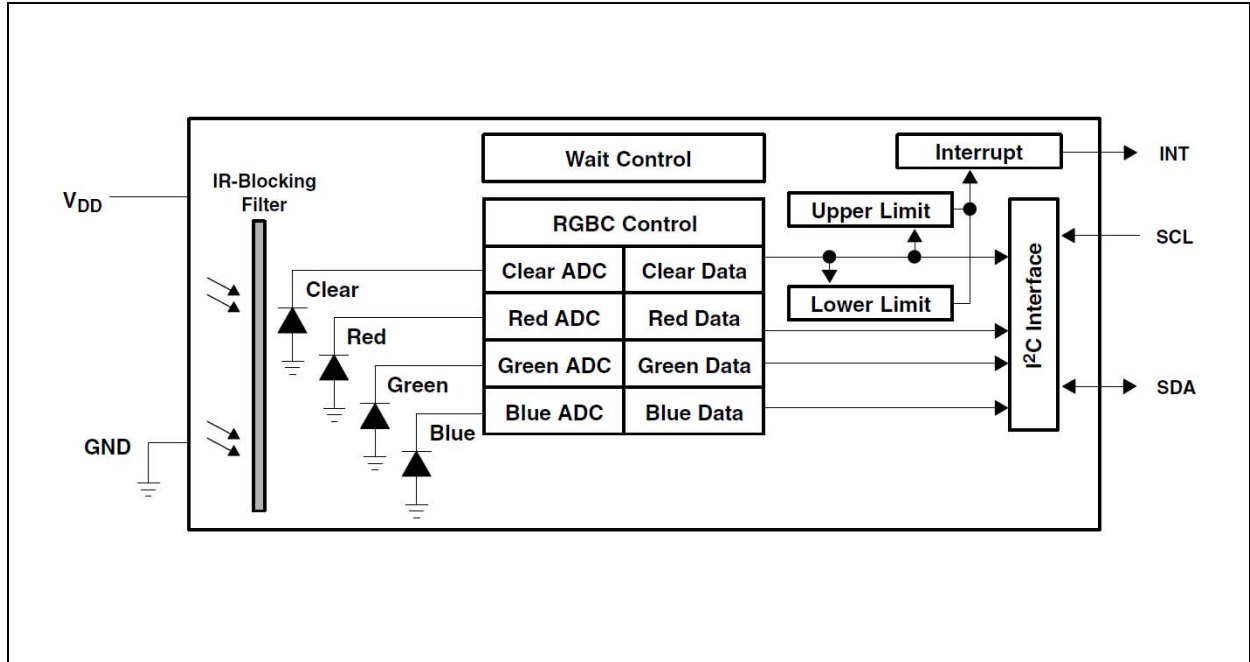 Wait Control
Interrupt
INT
IR-Blocking
Filter
VDD
Upper Limit
RGBC Control
SCL
Clear ADC
Clear Data
Clear
Lower Limit
Red ADC
Red Data
Red
I²C Interface
Green ADC
Green Data
Green
SDA
Blue ADC
Blue Data
Blue
GND